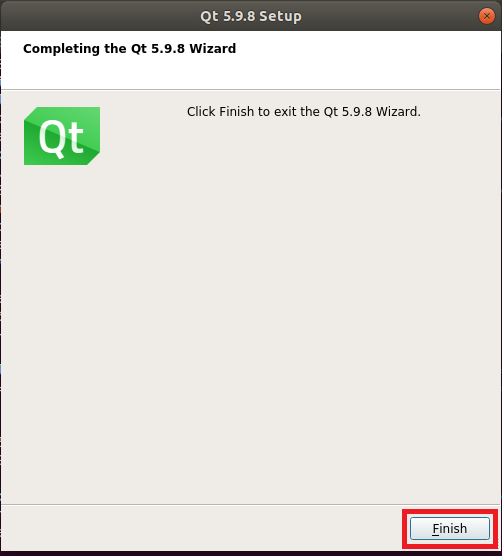 Qt 5.9.8 Setup
Completing the Qt 5.9.8 Wizard
Qt
Click Finish to exit the Qt 5.9.8 Wizard.
Finish